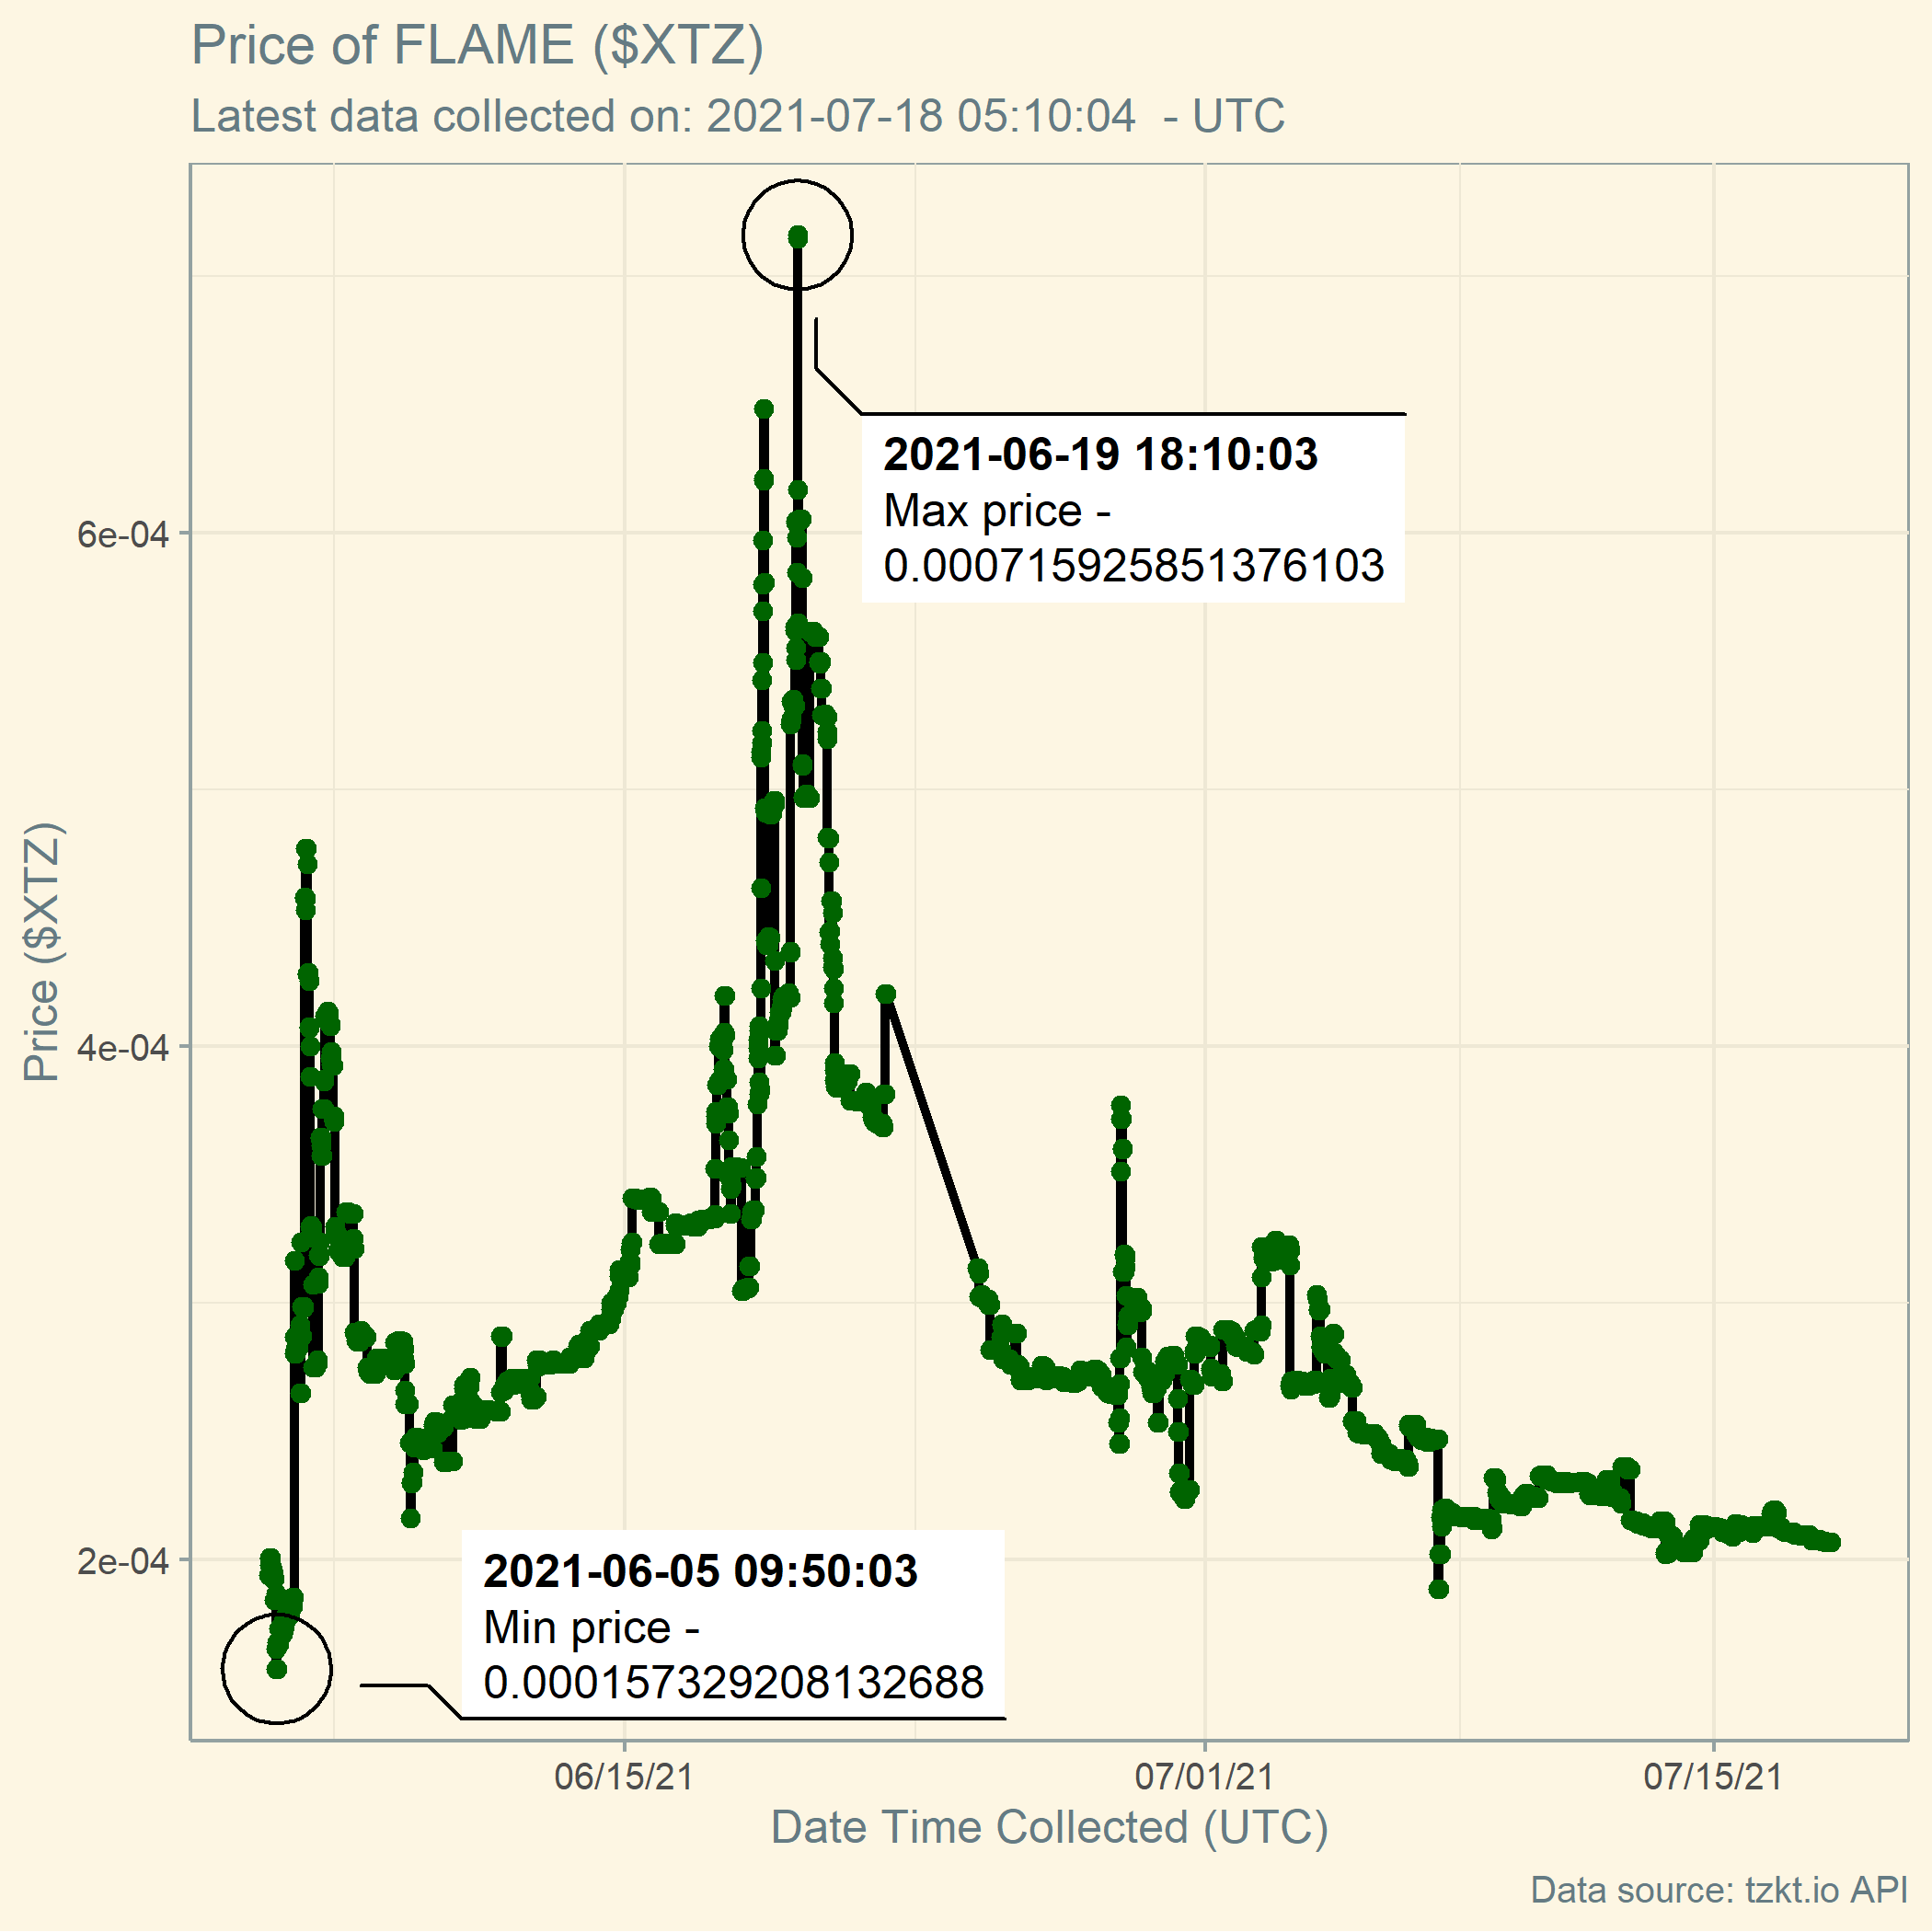 Price of FLAME ($XTZ)
Latest data collected on: 2021-07-18 05:10:04  - UTC
2021-06-19 18:10:03
Max price -
0.000715925851376103
6e-04
4e-04
2e-04
Price ($XTZ)
2021-06-05 09:50:03
Min price -
0.000157329208132688
06/15/21
07/01/21
07/15/21
Date Time Collected (UTC)
Data source: tzkt.io API